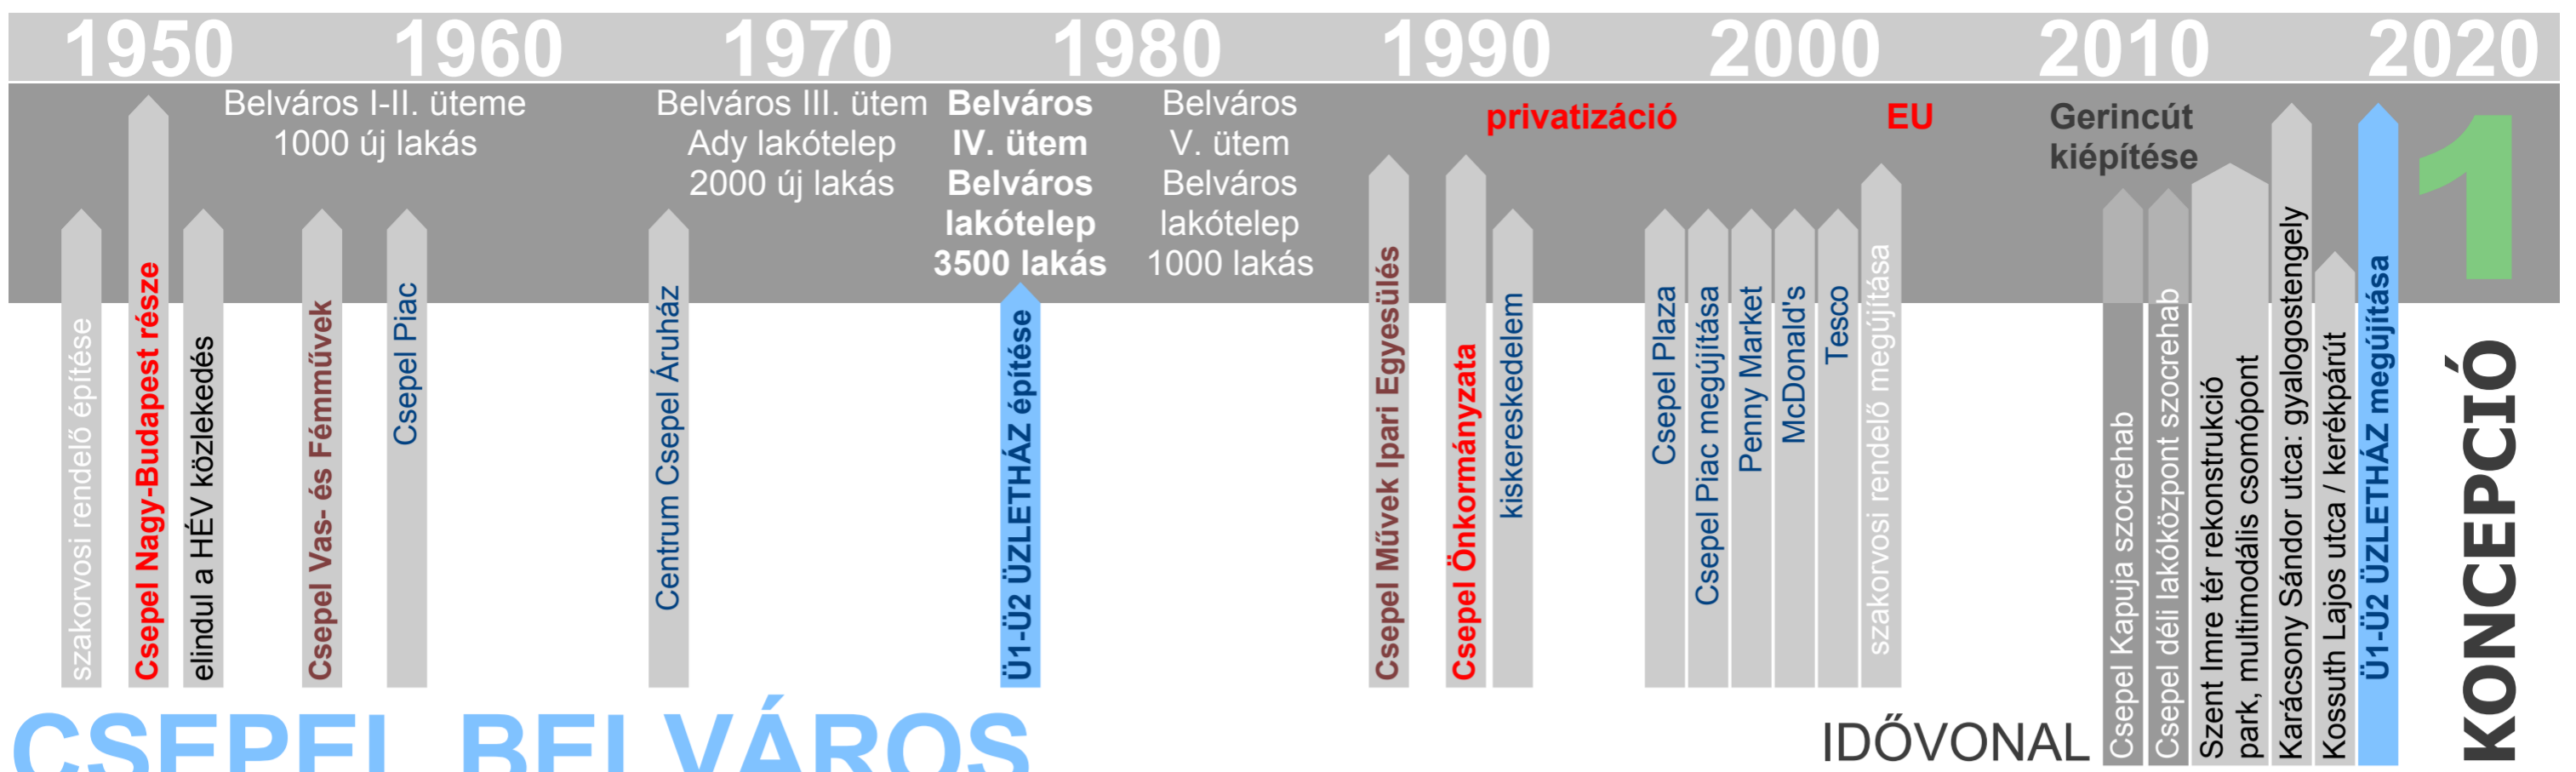 1950 1960 1970 1980 1990 2000 2010 2020
Belváros I-II. üteme
1000 új lakás
Belváros III. ütem
Ady lakótelep
2000 új lakás
Belváros
IV. ütem
Belváros
lakótelep
3500 lakás
Belváros
V. ütem
Belváros
lakótelep
1000 lakás
privatizáció
EU
Gerincút
kiépítése
1
szakorvosi rendelő építése
Csepel Nagy-Budapest része
elindul a HÉV közlekedés
Csepel Vas- és Fémművek
Csepel Piac
Centrum Csepel Áruház
Ü1-Ü2 ÜZLETHÁZ építése
Csepel Művek Ipari Egyesülés
Csepel Önkormányzata
kiskereskedelem
Csepel Plaza
Csepel Piac megújítása
Penny Market
McDonald's
Tesco
szakorvosi rendelő megújítása
Csepel Kapuja szocrehab
Csepel déli lakóközpont szocrehab
Szent Imre tér rekonstrukció
park, multimodális csomópont
Karácsony Sándor utca: gyalogostengely
Kossuth Lajos utca / kerékpárút
Ü1-Ü2 ÜZLETHÁZ megújítása
KONCEPCIÓ
CSEPEL BELVÁROS
IDŐVONAL